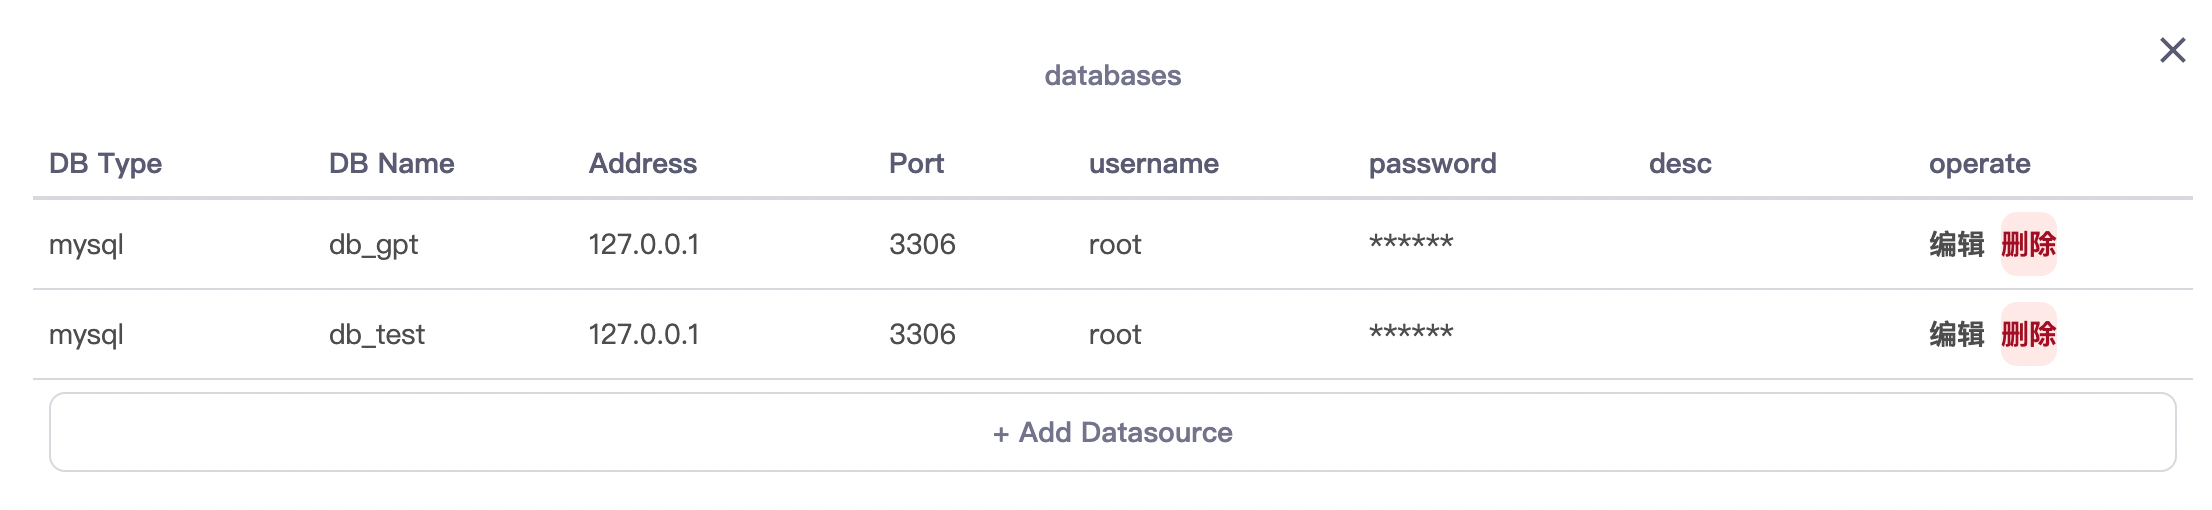 databases
DB Type DB Name Address Port username password desc operate
mysql db_gpt 127.0.0.1 3306 root ****** 编辑 删除
mysql db_test 127.0.0.1 3306 root ****** 编辑 删除
+ Add Datasource